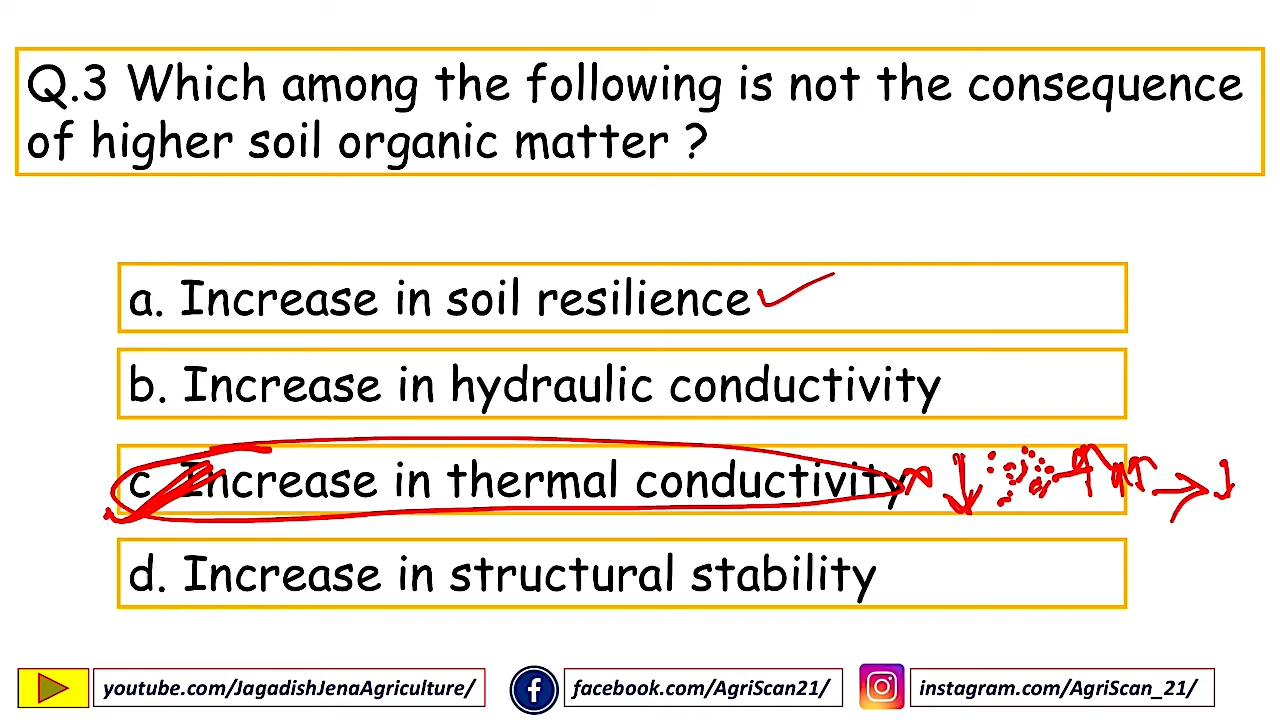 Q.3 Which among the following is not the consequence
of higher soil organic matter ?
a. Increase in soil resilience
b. Increase in hydraulic conductivity
c. Increase in thermal conductivity
d. Increase in structural stability
youtube.com/JagadishJenaAgriculture/
facebook.com/AgriScan21/
instagram.com/AgriScan_21/